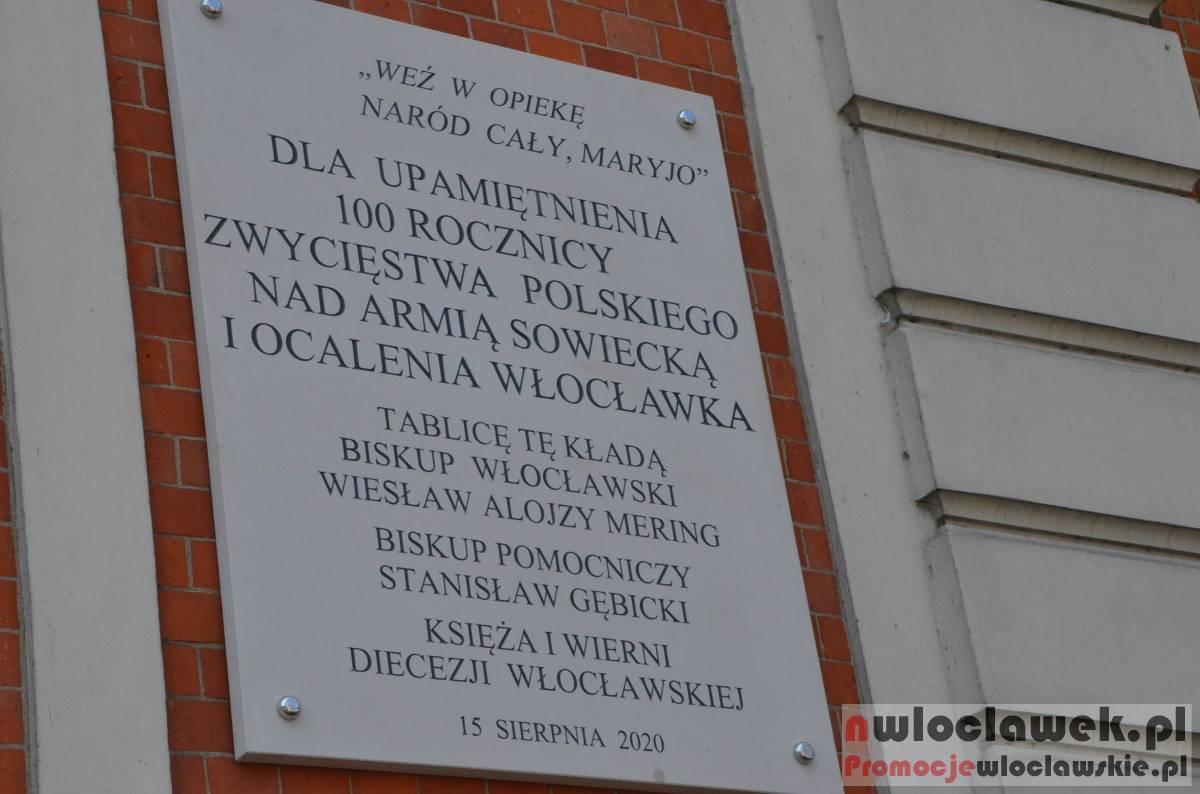 „WEŹ W OPIEKĘ
NARÓD CAŁY, MARYJO”
DLA UPAMIĘTNIENIA
100 ROCZNICY
ZWYCIĘSTWA POLSKIEGO
NAD ARMIĄ SOWIECKĄ
I OCALENIA WŁOCŁAWKA
TABLICĘ TĘ KŁADĄ
BISKUP WŁOCŁAWSKI
WIESŁAW ALOJZY MERING
BISKUP POMOCNICZY
STANISŁAW GĘBICKI
KSIĘŻA I WIERNI
DIECEZJI WŁOCŁAWSKIEJ
15 SIERPNIA 2020
nwloclawek.pl
Promocjewloclawskie.pl